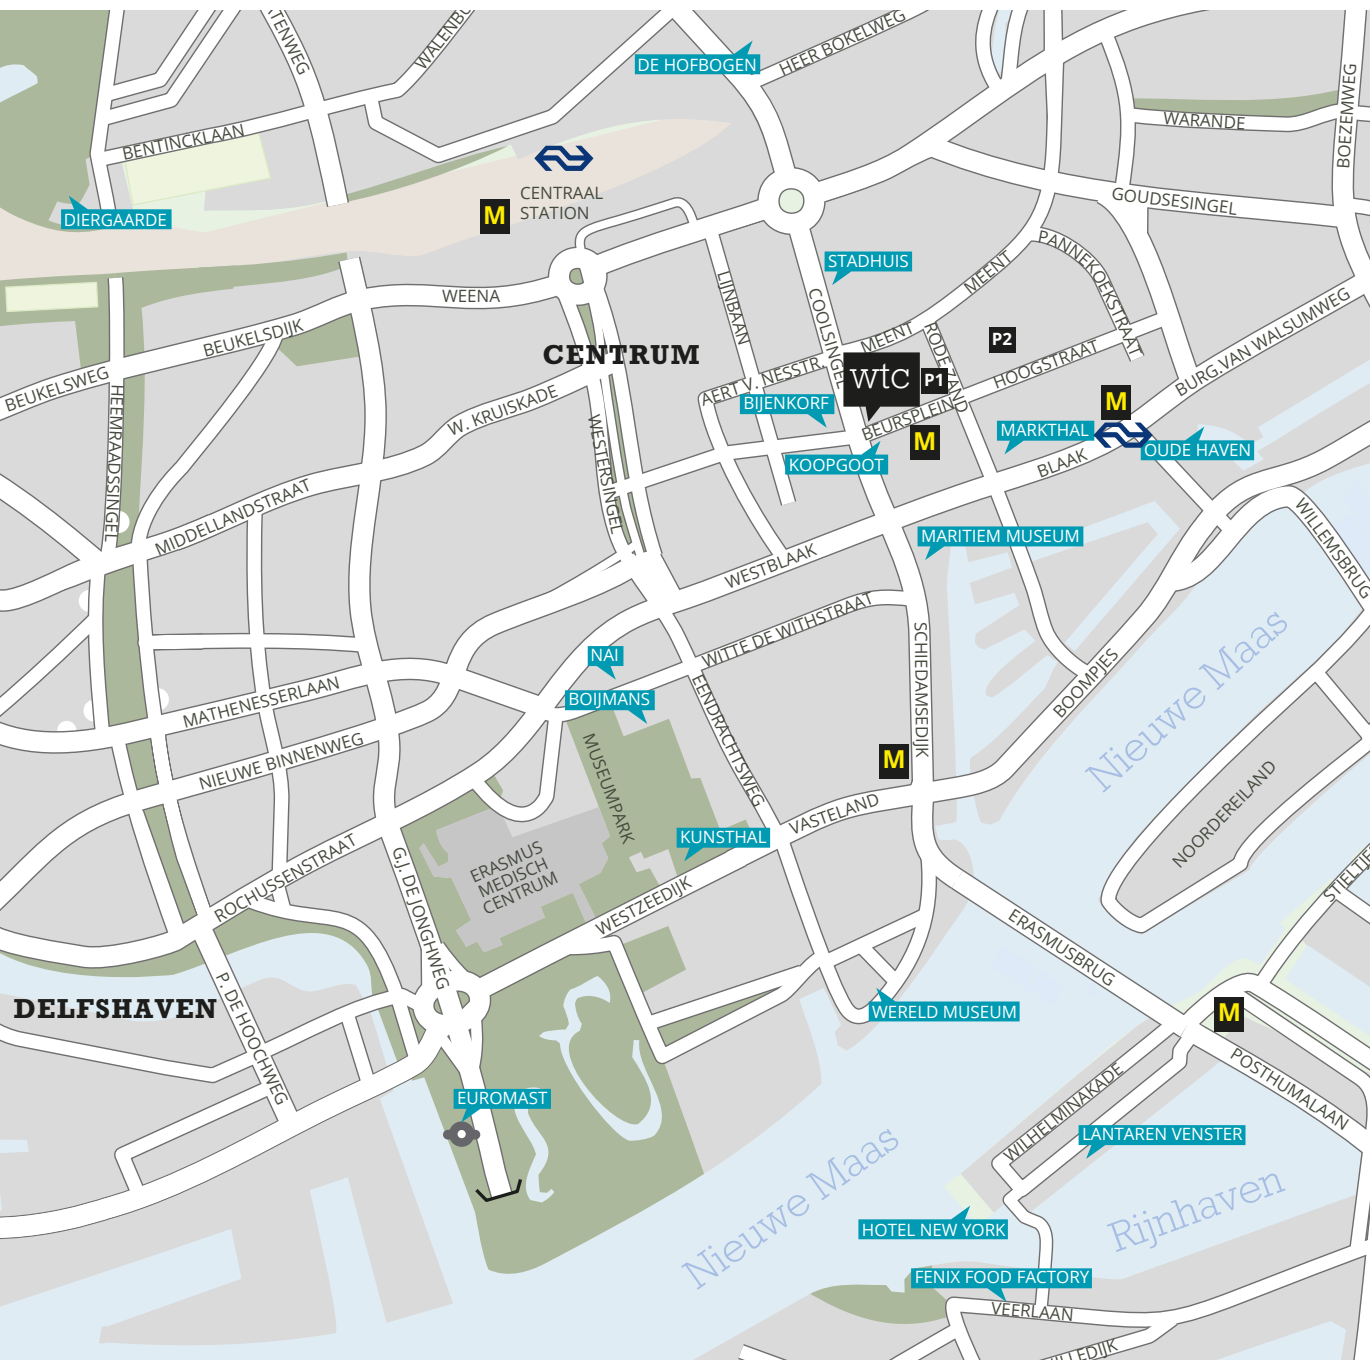 WALENBU
TENWEG
DE HOFBOGEN
HEER BOKELWEG
BOEZEMWEG
WARANDE
BENTINCKLAAN
CENTRAAL
STATION
M
DIERGAARDE
GOUDSESINGEL
PANNEKOEKSTRAAT
STADHUIS
MEENT
WEENA
LIJNBAAN
COOLSINGEL
BEUKELSDIJK
BEUKELSWEG
CENTRUM
MEENT
RODEZAND
P2
HOOGSTRAAT
BURG.VAN WALSUMWEG
AERT V. NESSTR.
wtc
P1
BIJENKORF
BEURSPLEIN
M
M
MARKTHAL
OUDE HAVEN
KOOPGOOT
BLAAK
W. KRUISKADE
WESTERSINGEL
HEEMRAADSSINGEL
MIDDELLANDSTRAAT
WILLEMSBRUG
MARITIEM MUSEUM
WESTBLAAK
WITTE DE WITHSTRAAT
SCHIEDAMSEDIJK
BOOMPJES
Nieuwe Maas
NAI
BOIJMANS
MATHENESSERLAAN
NIEUWE BINNENWEG
EENDRACHTSWEG
MUSEUMPARK
M
VASTELAND
NOORDEREILAND
KUNSTHAL
ERASMUS
MEDISCH
CENTRUM
ROCHUSSENSTRAAT
G.J. DE JONGHWEG
WESTZEEDIJK
STIELTJE
ERASMUSBRUG
DELFSHAVEN
P. DE HOOCHWEG
WERELD MUSEUM
M
POSTHUMALAAN
WILHELMINAKADE
EUROMAST
LANTAREN VENSTER
Nieuwe Maas
Rijnhaven
HOTEL NEW YORK
FENIX FOOD FACTORY
VEERLAAN
LLEDIJK